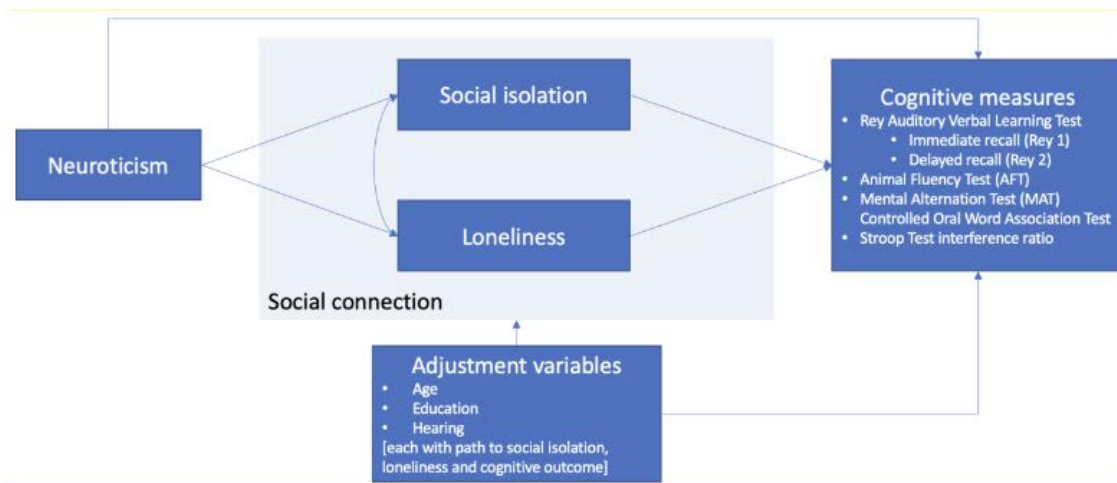 Social isolation
Neuroticism
Loneliness
Social connection
Cognitive measures
• Rey Auditory Verbal Learning Test
• Immediate recall (Rey 1)
• Delayed recall (Rey 2)
• Animal Fluency Test (AFT)
• Mental Alternation Test (MAT)
Controlled Oral Word Association Test
• Stroop Test interference ratio
Adjustment variables
• Age
• Education
• Hearing
[each with path to social isolation,
loneliness and cognitive outcome]